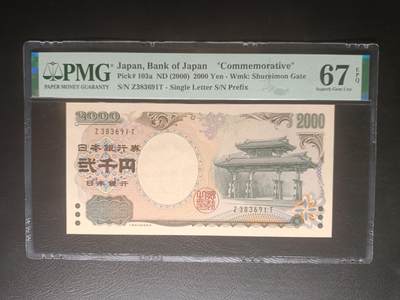 PMG
PAPER MONEY GUARANTY
Japan, Bank of Japan "Commemorative"
Pick# 103a ND (2000) 2000 Yen - Wmk: Shureimon Gate
S/N Z383691T - Single Letter S/N Prefix
67 EPQ
Superb Gem Unc
2000
2000
Z383691T
日本銀行券
弐千円
日本銀行
Z383691T